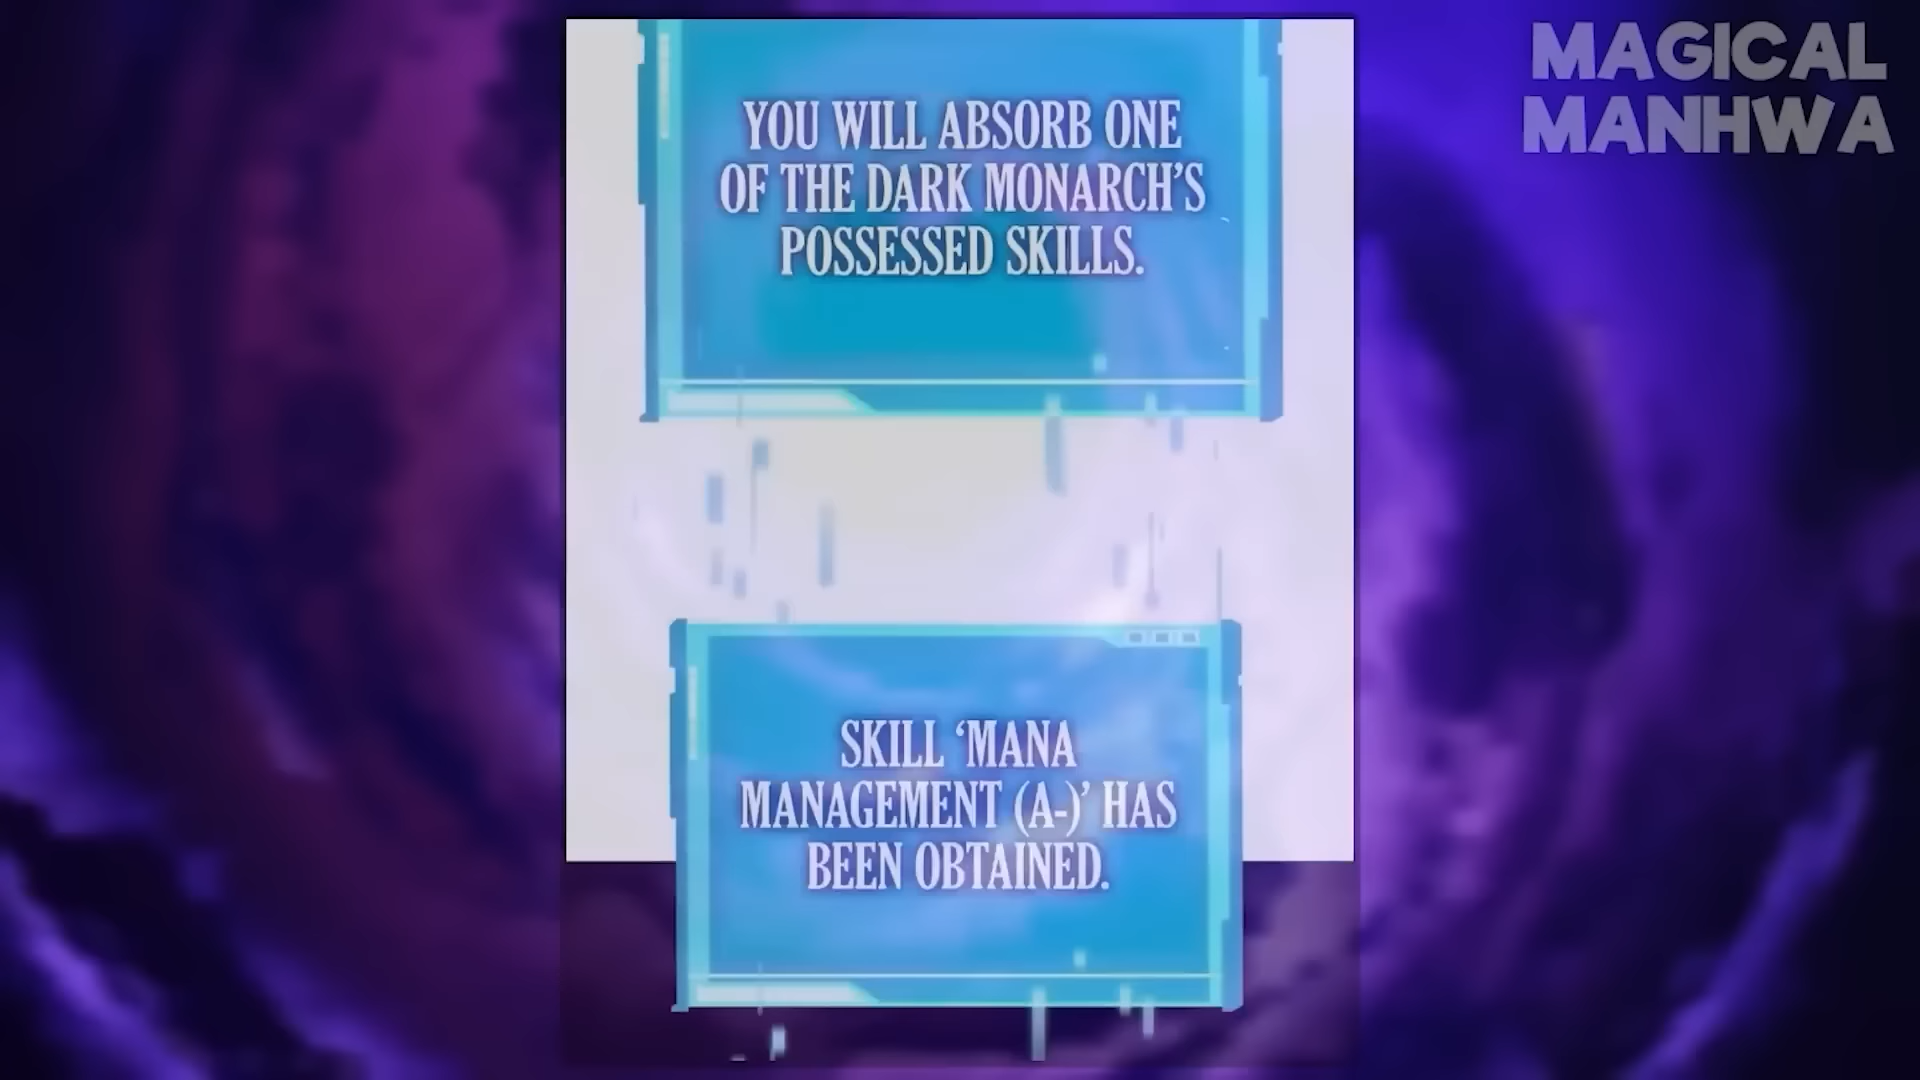 MAGICAL
MANHWA
YOU WILL ABSORB ONE
OF THE DARK MONARCH'S
POSSESSED SKILLS.
SKILL ‘MANA
MANAGEMENT (A-)’ HAS
BEEN OBTAINED.